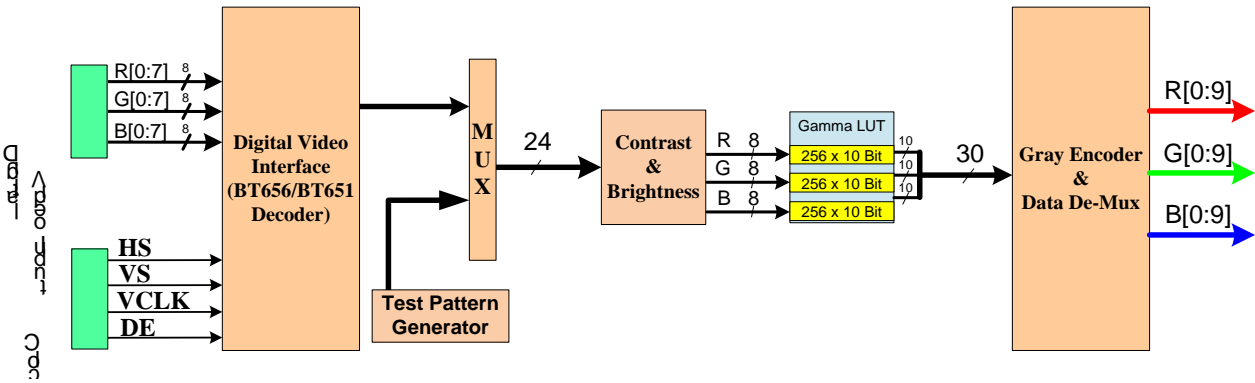 R[0:7] 8
G[0:7] 8
B[0:7] 8
HS
VS
VCLK
DE
Digital Video
Interface
(BT656/BT651
Decoder)
Test Pattern
Generator
M
U
X
24
Contrast
&
Brightness
R 8
G 8
B 8
Gamma LUT
256 x 10 Bit
256 x 10 Bit
256 x 10 Bit
10
10
10
30
Gray Encoder
&
Data De-Mux
R[0:9]
G[0:9]
B[0:9]